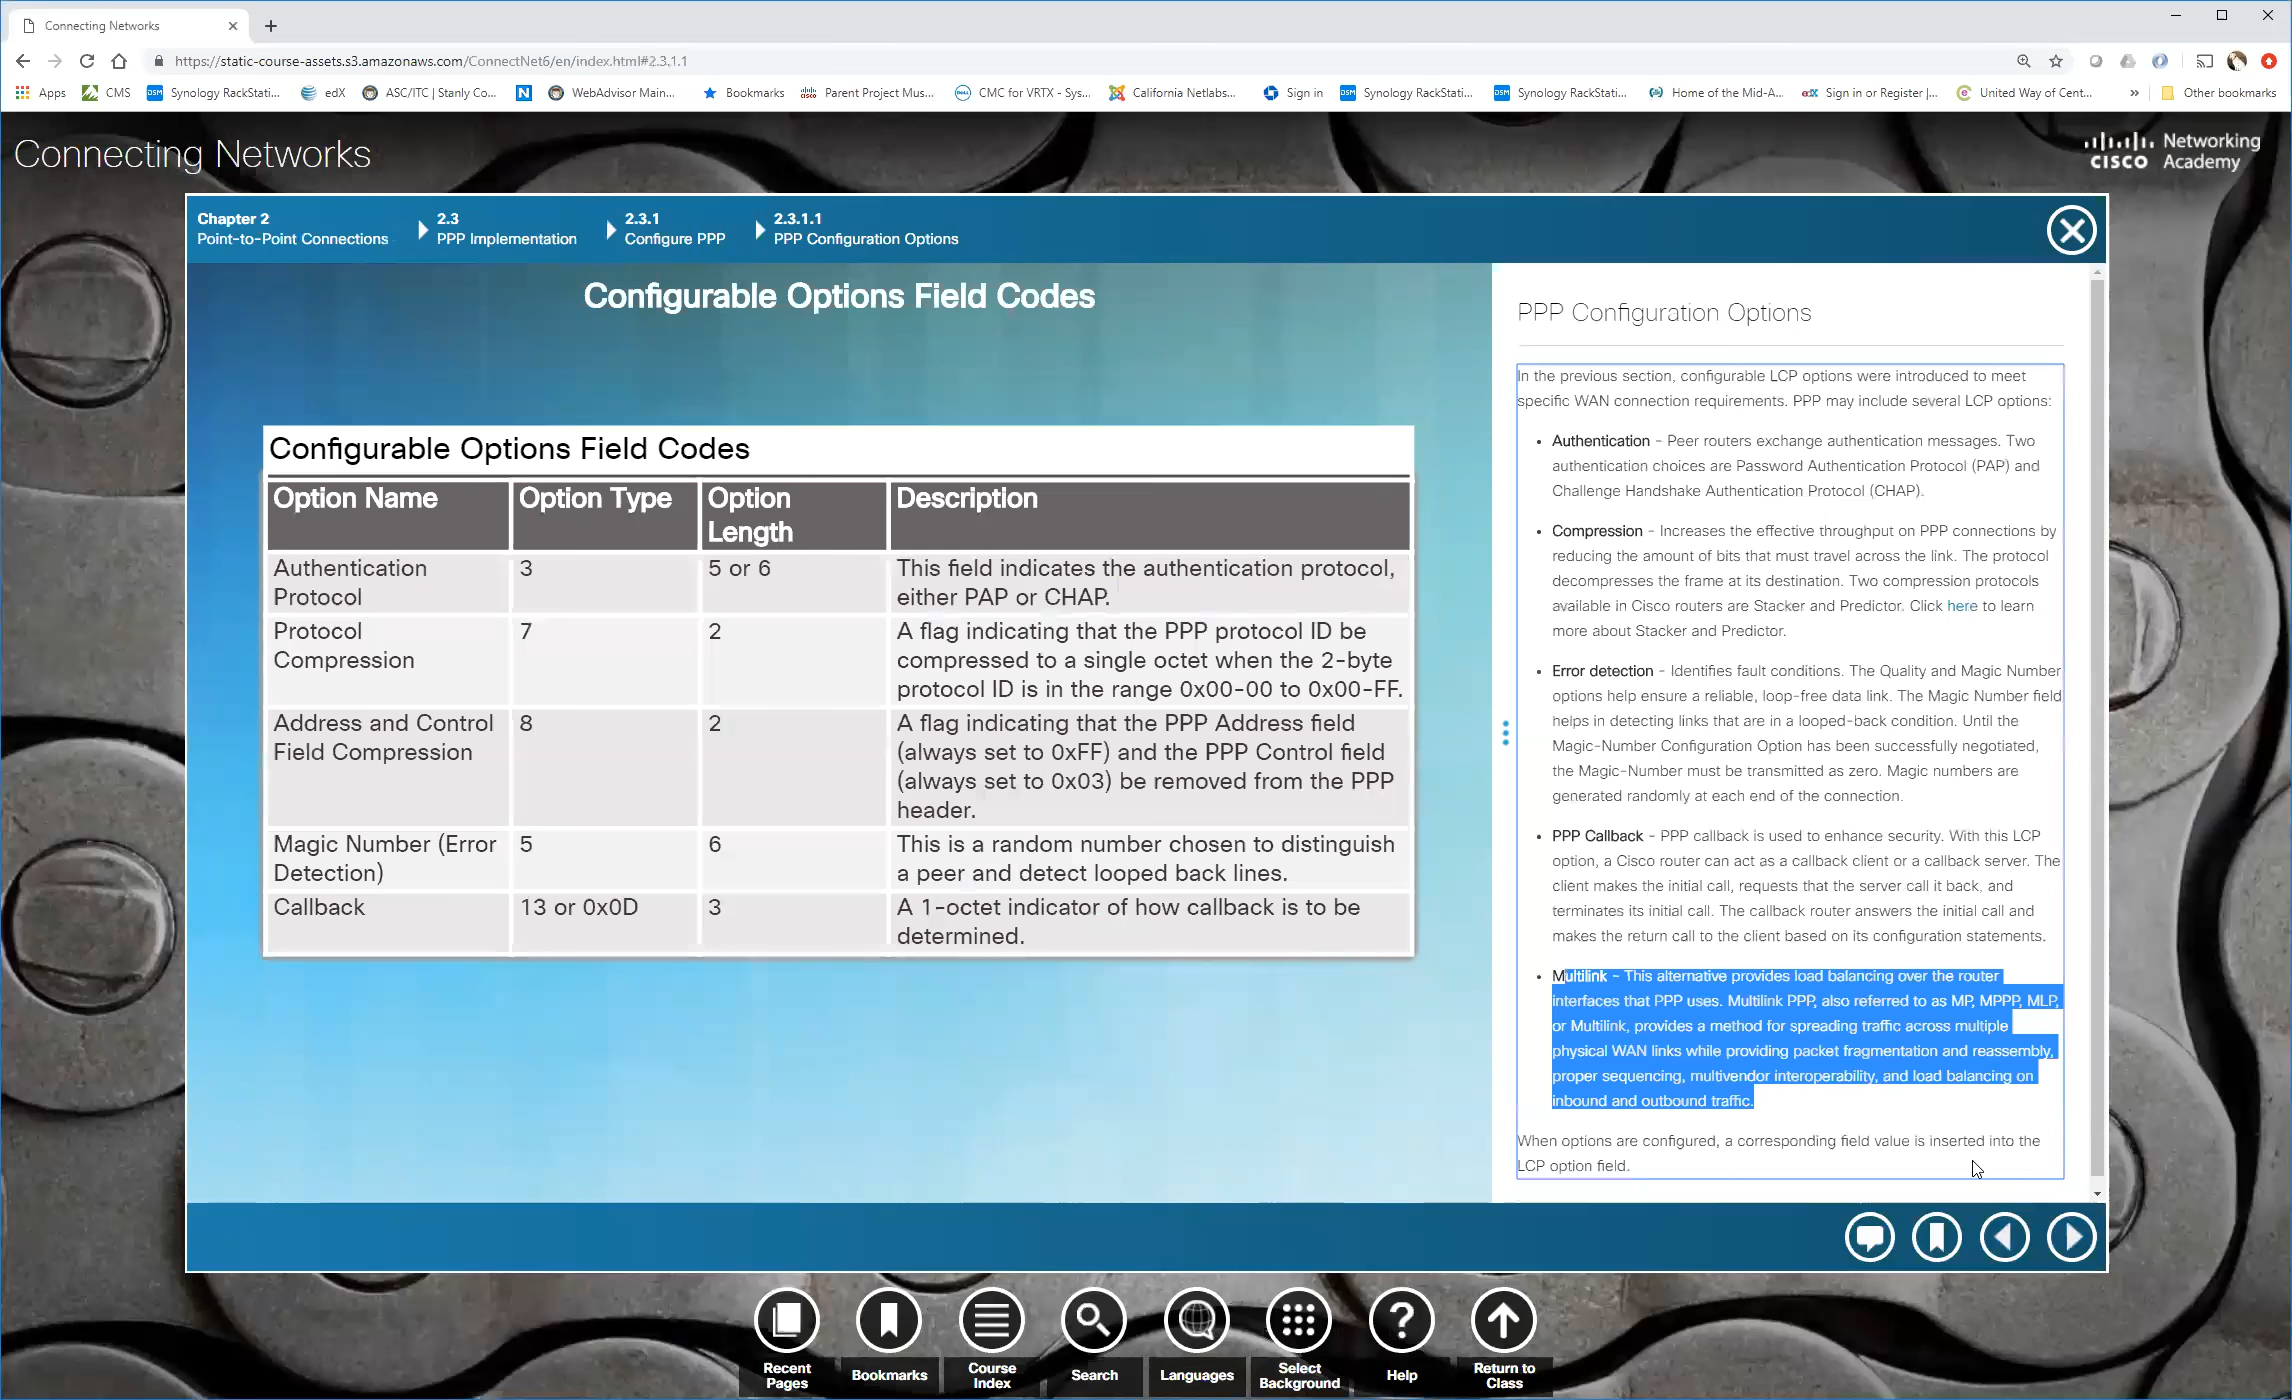 Connecting Networks
https://static-course-assets.s3.amazonaws.com/ConnectNet6/en/index.html#2.3.1.1
Apps CMS Synology RackStati... edX ASC/ITC | Stanly Co... N WebAdvisor Main... Bookmarks Parent Project Mus... CMC for VRTX - Sys... California Netlabs... Sign in Synology RackStati... Synology RackStati... Home of the Mid-A... Sign in or Register |... United Way of Cent... » Other bookmarks
Connecting Networks
CISCO Networking Academy
Chapter 2
Point-to-Point Connections
2.3
PPP Implementation
2.3.1
Configure PPP
2.3.1.1
PPP Configuration Options
Configurable Options Field Codes
Configurable Options Field Codes
Option Name Option Type Option Description
Length
Authentication 3 5 or 6 This field indicates the authentication protocol,
Protocol either PAP or CHAP.
Protocol 7 2 A flag indicating that the PPP protocol ID be
Compression compressed to a single octet when the 2-byte
protocol ID is in the range 0x00-00 to 0x00-FF.
Address and Control 8 2 A flag indicating that the PPP Address field
Field Compression (always set to 0xFF) and the PPP Control field
(always set to 0x03) be removed from the PPP
header.
Magic Number (Error 5 6 This is a random number chosen to distinguish
Detection) a peer and detect looped back lines.
Callback 13 or 0x0D 3 A 1-octet indicator of how callback is to be
determined.
PPP Configuration Options
In the previous section, configurable LCP options were introduced to meet
specific WAN connection requirements. PPP may include several LCP options:
• Authentication - Peer routers exchange authentication messages. Two
authentication choices are Password Authentication Protocol (PAP) and
Challenge Handshake Authentication Protocol (CHAP).
• Compression - Increases the effective throughput on PPP connections by
reducing the amount of bits that must travel across the link. The protocol
decompresses the frame at its destination. Two compression protocols
available in Cisco routers are Stacker and Predictor. Click here to learn
more about Stacker and Predictor.
• Error detection - Identifies fault conditions. The Quality and Magic Number
options help ensure a reliable, loop-free data link. The Magic Number field
helps in detecting links that are in a looped-back condition. Until the
Magic-Number Configuration Option has been successfully negotiated,
the Magic-Number must be transmitted as zero. Magic numbers are
generated randomly at each end of the connection.
• PPP Callback - PPP callback is used to enhance security. With this LCP
option, a Cisco router can act as a callback client or a callback server. The
client makes the initial call, requests that the server call it back, and
terminates its initial call. The callback router answers the initial call and
makes the return call to the client based on its configuration statements.
• Multilink - This alternative provides load balancing over the router
interfaces that PPP uses. Multilink PPP, also referred to as MP, MPPP, MLP,
or Multilink, provides a method for spreading traffic across multiple
physical WAN links while providing packet fragmentation and reassembly,
proper sequencing, multivendor interoperability, and load balancing on
inbound and outbound traffic.
When options are configured, a corresponding field value is inserted into the
LCP option field.
Recent Pages
Bookmarks
Course Index
Search
Languages
Select Background
Help
Return to Class